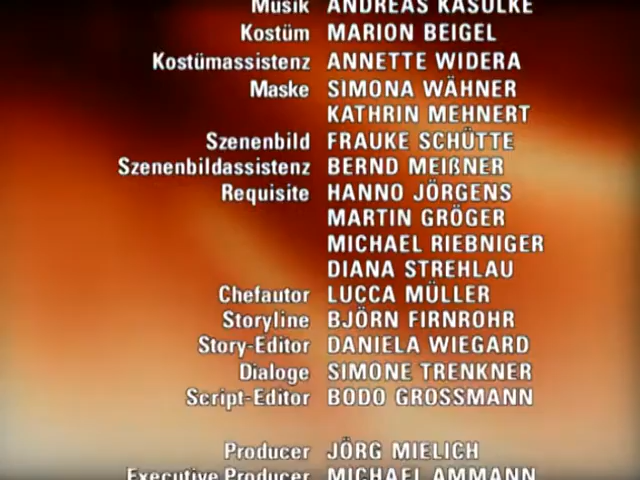 Musik ANDREAS KASULKE
Kostüm MARION BEIGEL
Kostümassistenz ANNETTE WIDERA
Maske SIMONA WÄHNER
KATHRIN MEHNERT
Szenenbild FRAUKE SCHÜTTE
Szenenbildassistenz BERND MEIßNER
Requisite HANNO JÖRGENS
MARTIN GRÖGER
MICHAEL RIEBNIGER
DIANA STREHLAU
Chefautor LUCCA MÜLLER
Storyline BJÖRN FIRNROHR
Story-Editor DANIELA WIEGARD
Dialoge SIMONE TRENKNER
Script-Editor BODO GROSSMANN
Producer JÖRG MIELICH
Executive Producer MICHAEL AMMANN